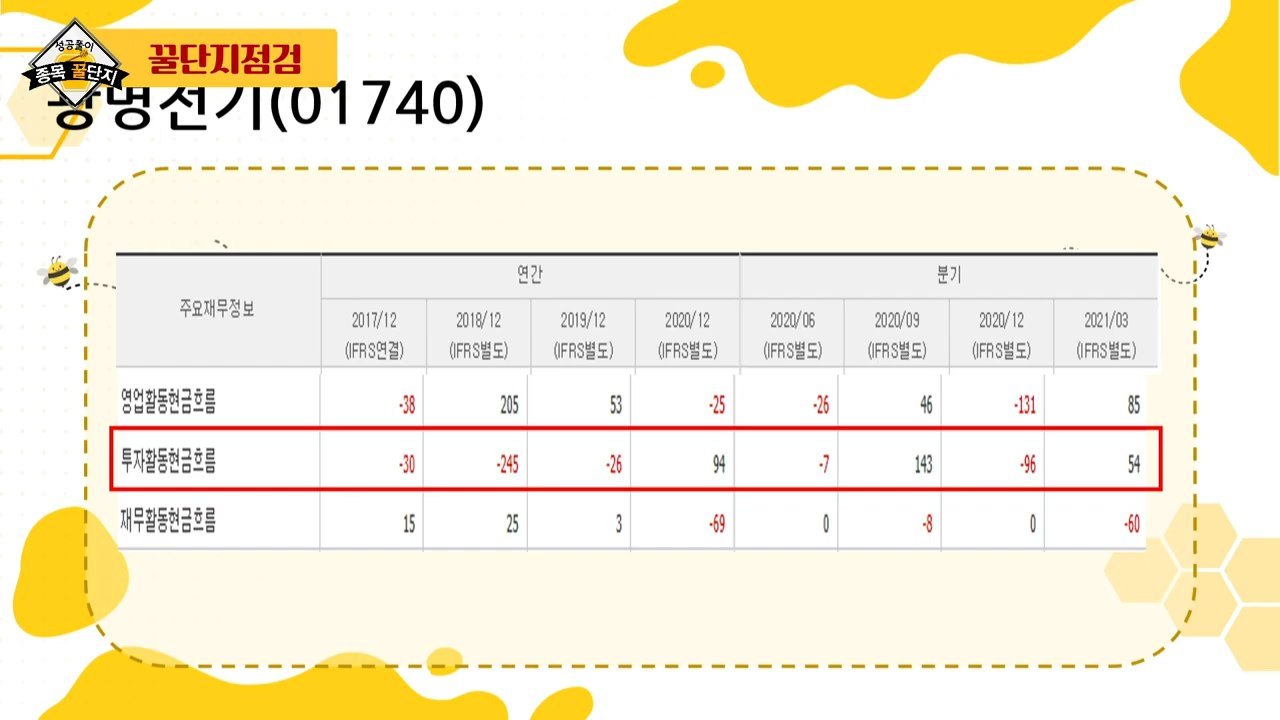 성공풀이
종목 꿀단지
꿀단지점검
광명전기(01740)
주요재무정보 연간 분기
2017/12 (IFRS연결) 2018/12 (IFRS별도) 2019/12 (IFRS별도) 2020/12 (IFRS별도) 2020/06 (IFRS별도) 2020/09 (IFRS별도) 2020/12 (IFRS별도) 2021/03 (IFRS별도)
영업활동현금흐름 -38 205 53 -25 -26 46 -131 85
투자활동현금흐름 -30 -245 -26 94 -7 143 -96 54
재무활동현금흐름 15 25 3 -69 0 -8 0 -60